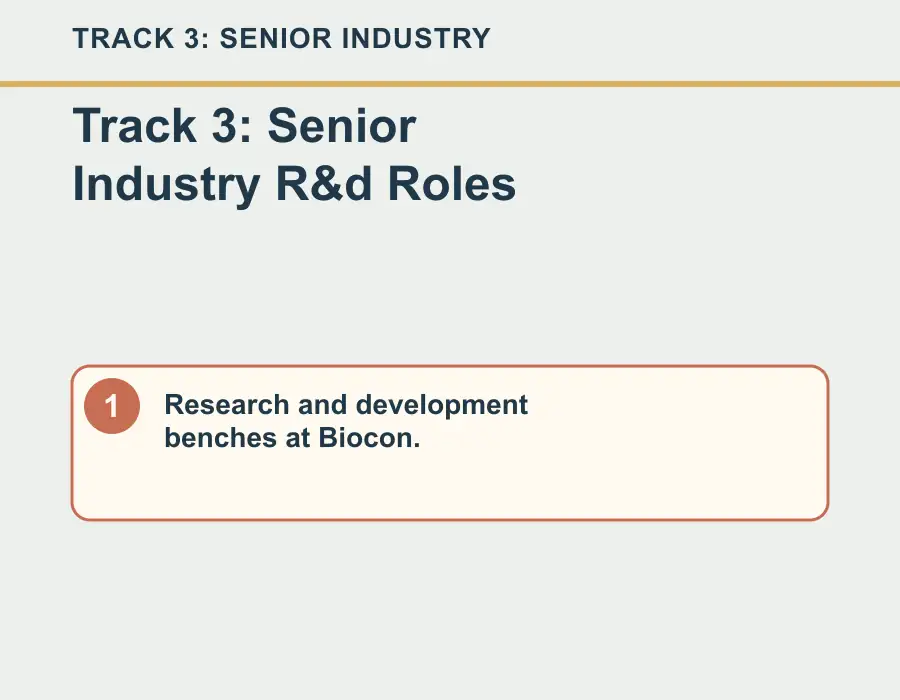 TRACK 3: SENIOR INDUSTRY
Track 3: Senior
Industry R&d Roles
1
Research and development
benches at Biocon.